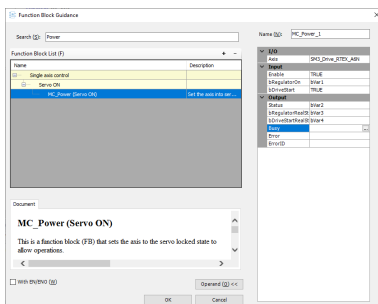 Function Block Guidance
Search (S): Power
Name (N): MC_Power_1
Function Block List (F) + −
Name Description
Single axis control
Servo ON
MC_Power (Servo ON) Set the axis into ser...
I/O
Axis SM3_Drive_RTEX_A6N
Input
Enable TRUE
bRegulatorOn bVar1
bDriveStart TRUE
Output
Status bVar2
bRegulatorRealSt bVar3
bDriveStartRealSt bVar4
Busy ...
Error
ErrorID
Document
MC_Power (Servo ON)
This is a function block (FB) that sets the axis to the servo locked state to
allow operations.
With EN/ENO (W)
Operand (O) <<
OK Cancel